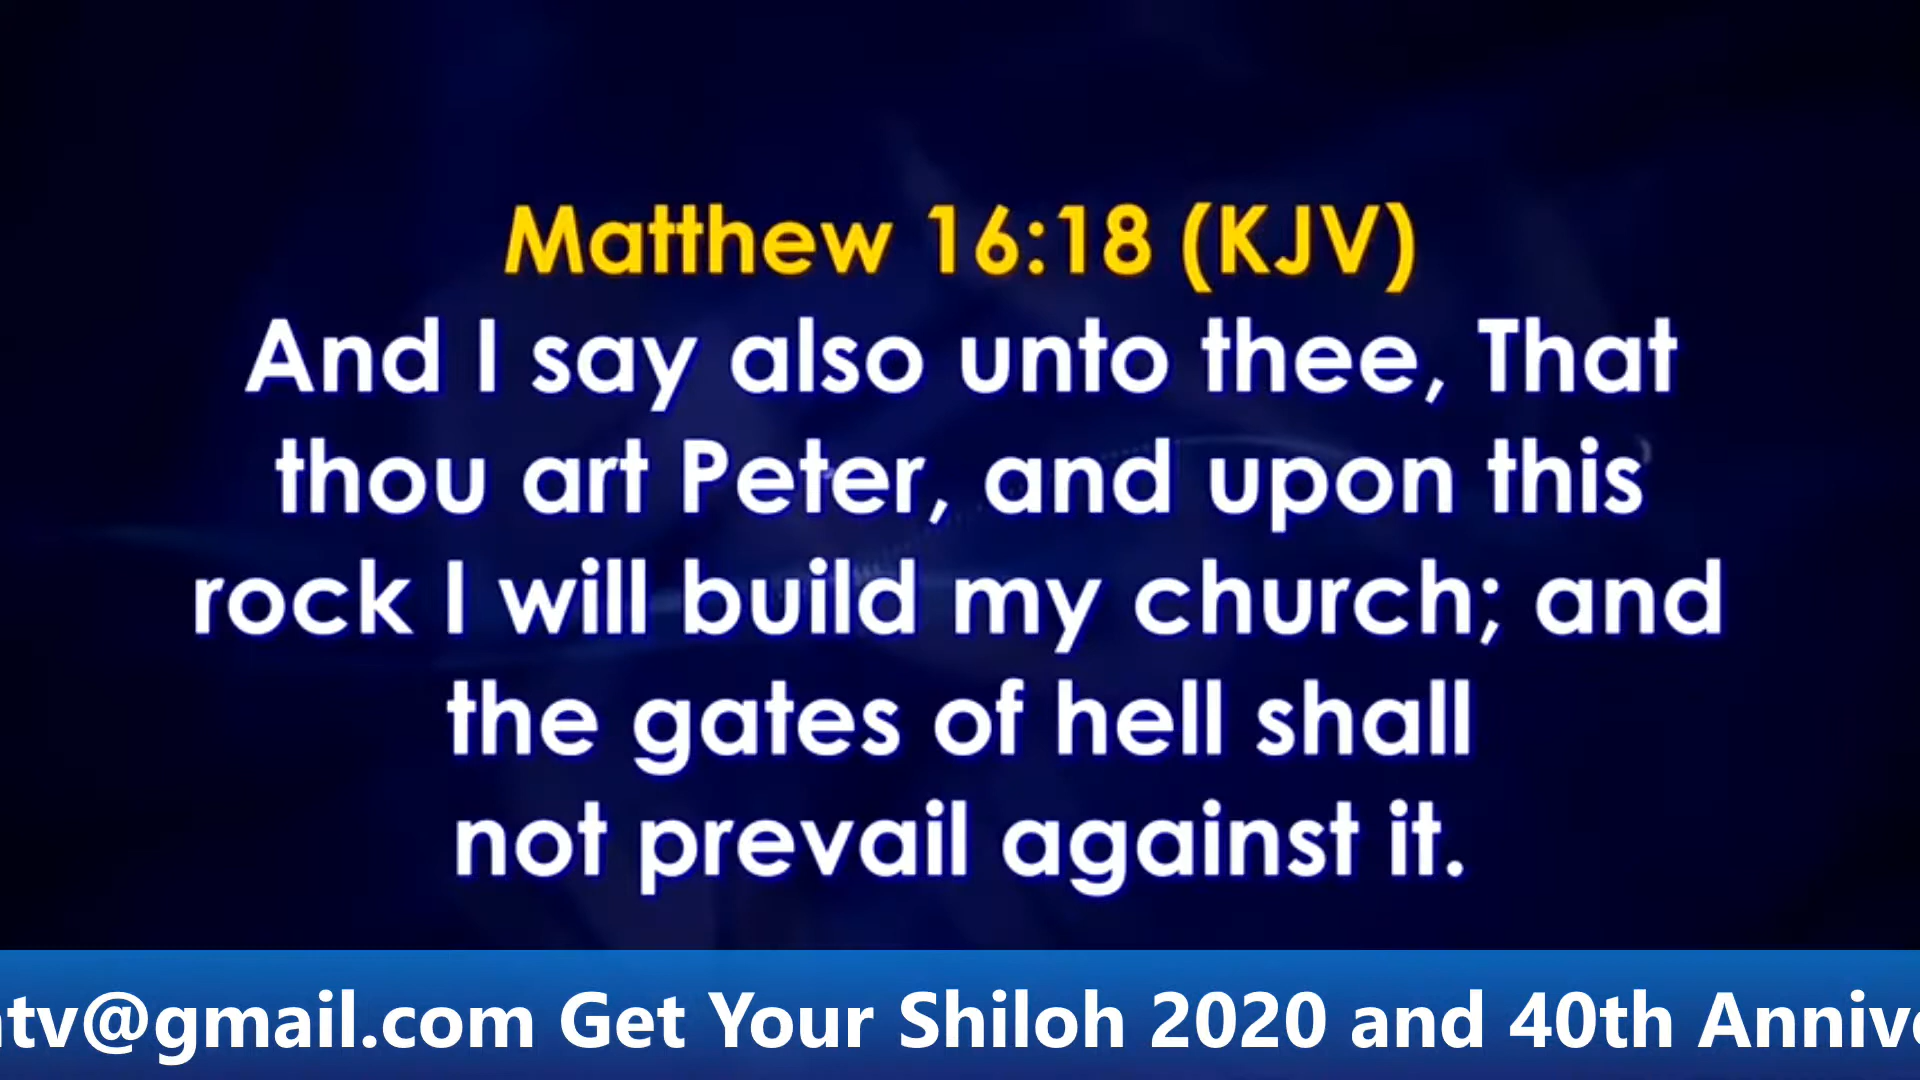 Matthew 16:18 (KJV)
And I say also unto thee, That
thou art Peter, and upon this
rock I will build my church; and
the gates of hell shall
not prevail against it.
tv@gmail.com Get Your Shiloh 2020 and 40th